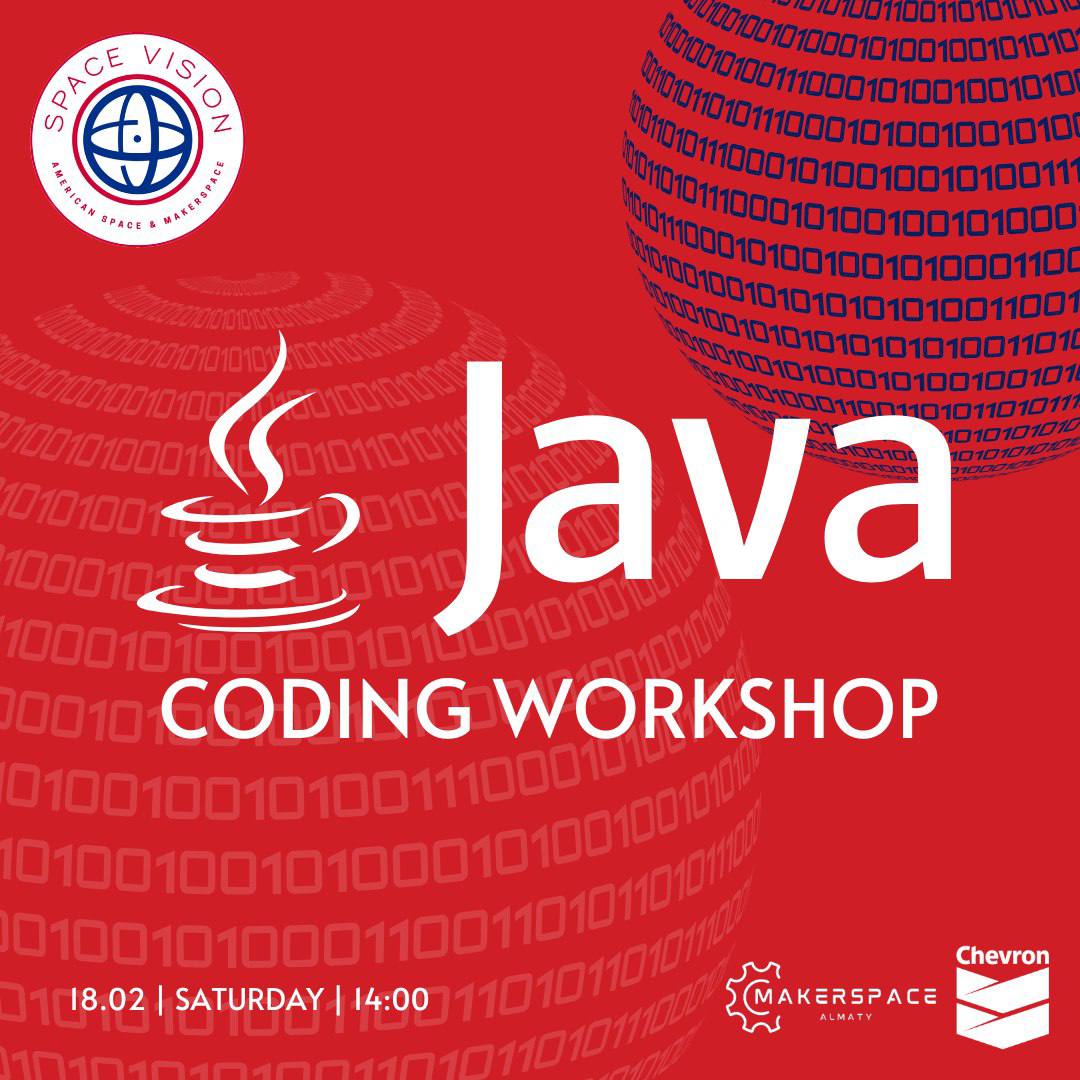 SPACE VISION
AMERICAN SPACE & MAKERSPACE
Java
CODING WORKSHOP
18.02 | SATURDAY | 14:00
MAKERSPACE
ALMATY
Chevron